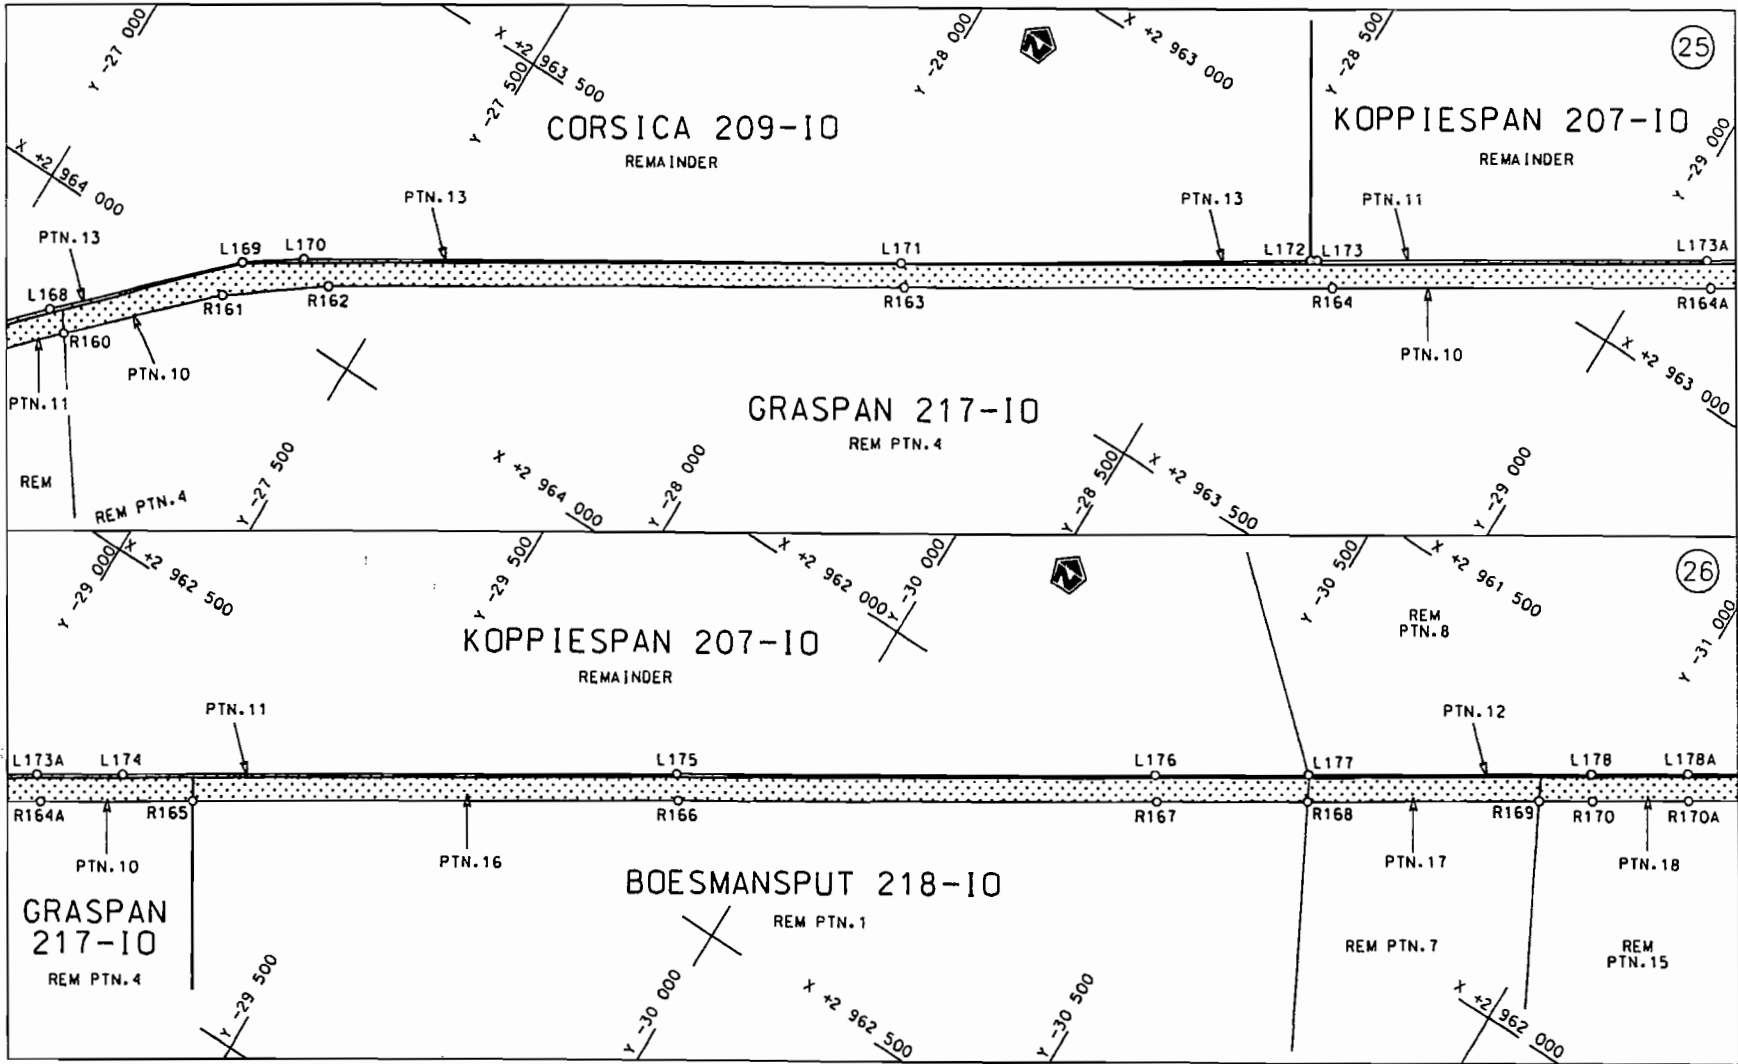 Y -27 000
X +2 963 500
Y -27 500
Y -28 000
X +2 963 000
Y -28 500
25
CORSICA 209-IO
REMAINDER
KOPPIESPAN 207-IO
REMAINDER
Y -29 000
X +2 964 000
PTN.13
PTN.13
PTN.13
PTN.11
L168
L169
L170
L171
L172
L173
L173A
R160
R161
R162
R163
R164
R164A
PTN.11
PTN.10
PTN.10
X +2 963 000
GRASPAN 217-IO
REM PTN.4
REM
REM PTN.4
Y -27 500
X +2 964 000
Y -28 000
Y -28 500
X +2 963 500
Y -29 000
Y -29 000
X +2 962 500
Y -29 500
X +2 962 000
Y -30 000
Y -30 500
X +2 961 500
26
REM
PTN.8
Y -31 000
KOPPIESPAN 207-IO
REMAINDER
PTN.11
PTN.12
L173A
L174
L175
L176
L177
L178
L178A
R164A
R165
R166
R167
R168
R169
R170
R170A
PTN.10
PTN.16
PTN.17
PTN.18
GRASPAN
217-IO
REM PTN.4
BOESMANSPUT 218-IO
REM PTN.1
REM PTN.7
REM
PTN.15
Y -29 500
Y -30 000
X +2 962 500
Y -30 500
X +2 962 000